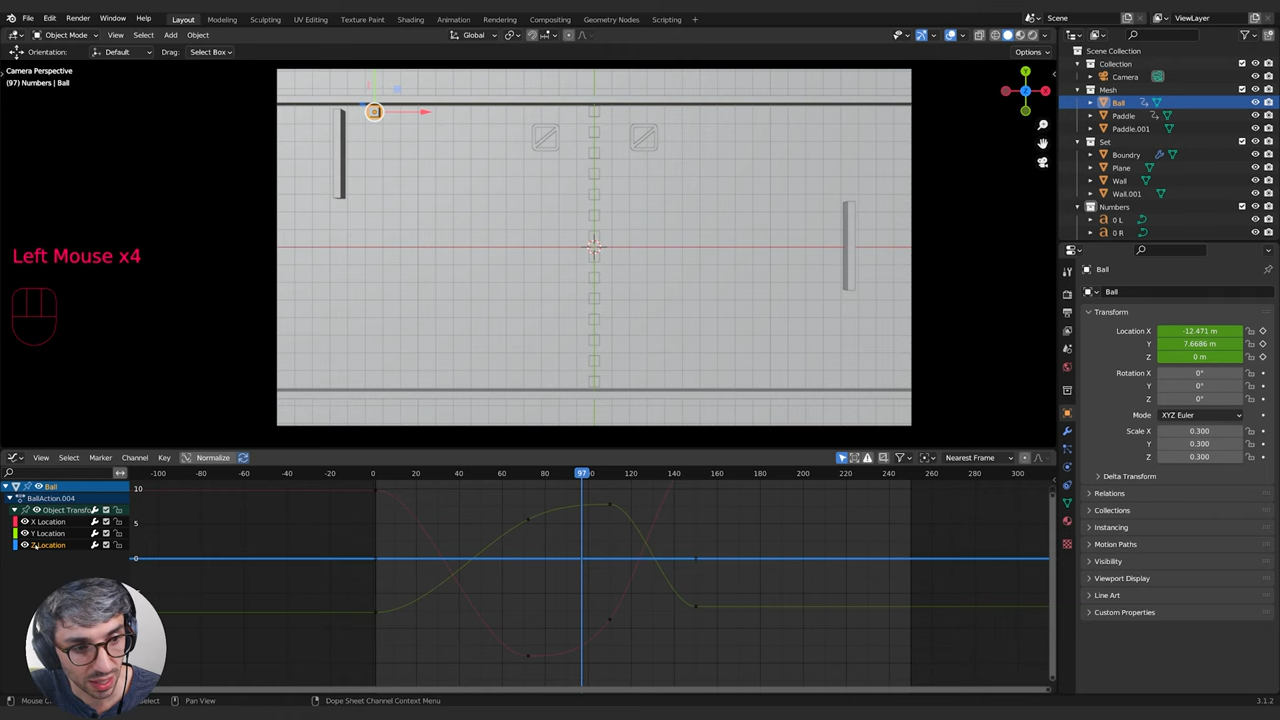 File Edit Render Window Help Layout Modeling Sculpting UV Editing Texture Paint Shading Animation Rendering Compositing Geometry Nodes Scripting + Scene ViewLayer
Object Mode View Select Add Object Global Options
Orientation: Default Drag: Select Box
Camera Perspective
(97) Numbers | Ball
Left Mouse x4
Y
X
Z
Scene Collection
Collection
Camera
Mesh
Ball
Paddle
Paddle.001
Set
Boundry
Plane
Wall
Wall.001
Numbers
0 L
0 R
Ball
Ball
Transform
Location X -12.471 m
Y 7.6686 m
Z 0 m
Rotation X 0°
Y 0°
Z 0°
Mode XYZ Euler
Scale X 0.300
Y 0.300
Z 0.300
Delta Transform
Relations
Collections
Instancing
Motion Paths
Visibility
Viewport Display
Line Art
Custom Properties
View Select Marker Channel Key Normalize Nearest Frame
-100 -80 -60 -40 -20 0 20 40 60 80 97 120 140 160 180 200 220 240 260 280 300
Ball
BallAction.004
Object Transfo
X Location
Y Location
Z Location
10
5
0
Pan View
Dope Sheet Channel Context Menu
3.1.2